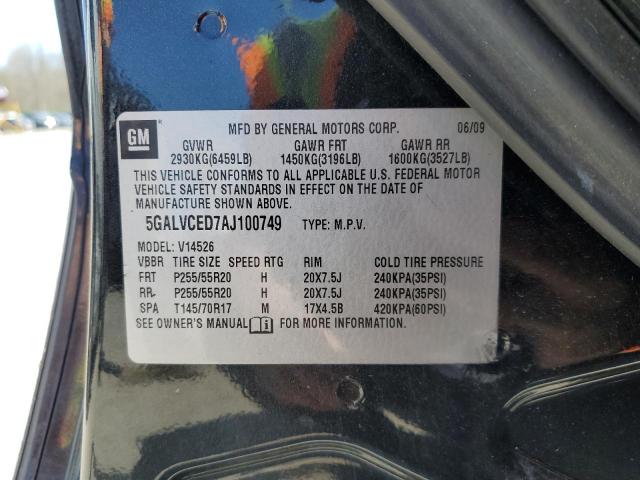 GM
MFD BY GENERAL MOTORS CORP. 06/09
GVWR GAWR FRT GAWR RR
2930KG(6459LB) 1450KG(3196LB) 1600KG(3527LB)
THIS VEHICLE CONFORMS TO ALL APPLICABLE U.S. FEDERAL MOTOR
VEHICLE SAFETY STANDARDS IN EFFECT ON THE DATE OF
MANUFACTURE SHOWN ABOVE.
5GALVCED7AJ100749 TYPE: M.P.V.
MODEL: V14526
VBBR TIRE SIZE SPEED RTG RIM COLD TIRE PRESSURE
FRT P255/55R20 H 20X7.5J 240KPA(35PSI)
RR P255/55R20 H 20X7.5J 240KPA(35PSI)
SPA T145/70R17 M 17X4.5B 420KPA(60PSI)
SEE OWNER'S MANUAL FOR MORE INFORMATION.